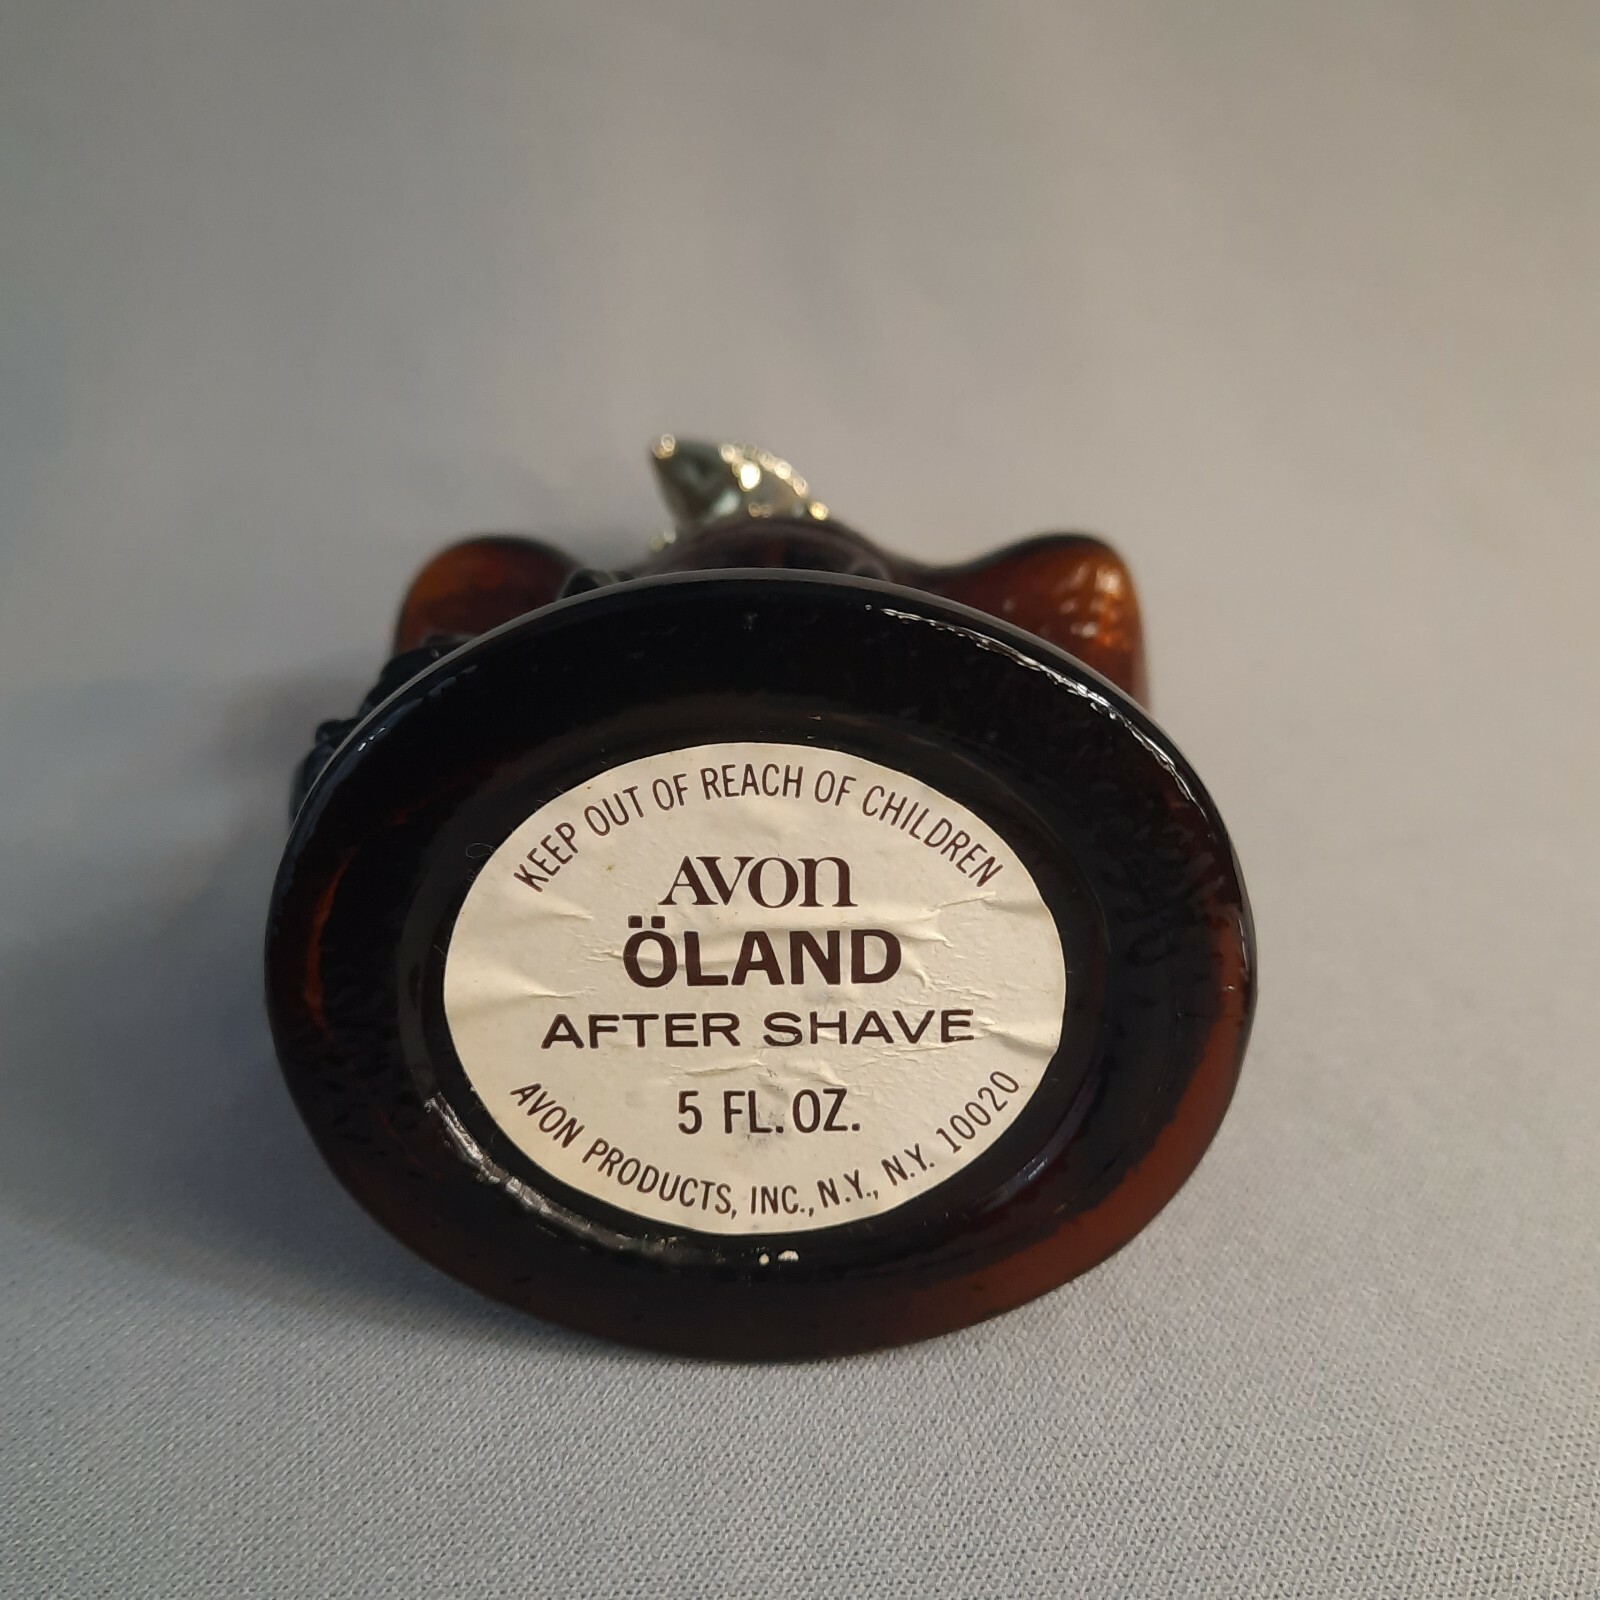 KEEP OUT OF REACH OF CHILDREN
AVON
ÖLAND
AFTER SHAVE
5 FL. OZ.
AVON PRODUCTS, INC., N.Y., N.Y. 10020